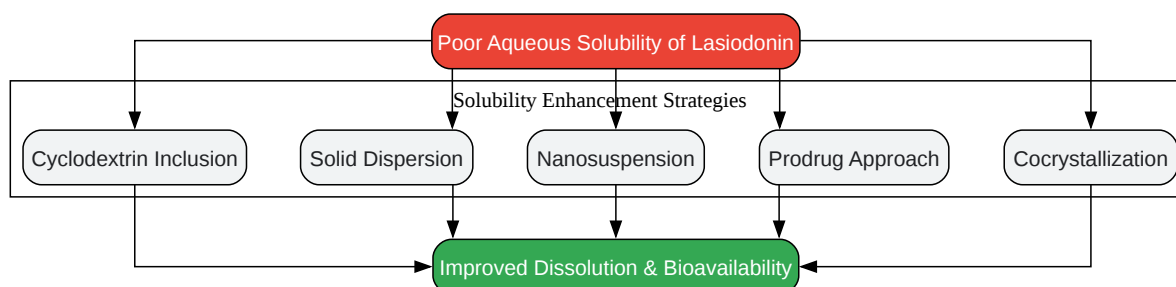 Poor Aqueous Solubility of Lasiodonin
Solubility Enhancement Strategies
Cyclodextrin Inclusion
Solid Dispersion
Nanosuspension
Prodrug Approach
Cocrystallization
Improved Dissolution & Bioavailability